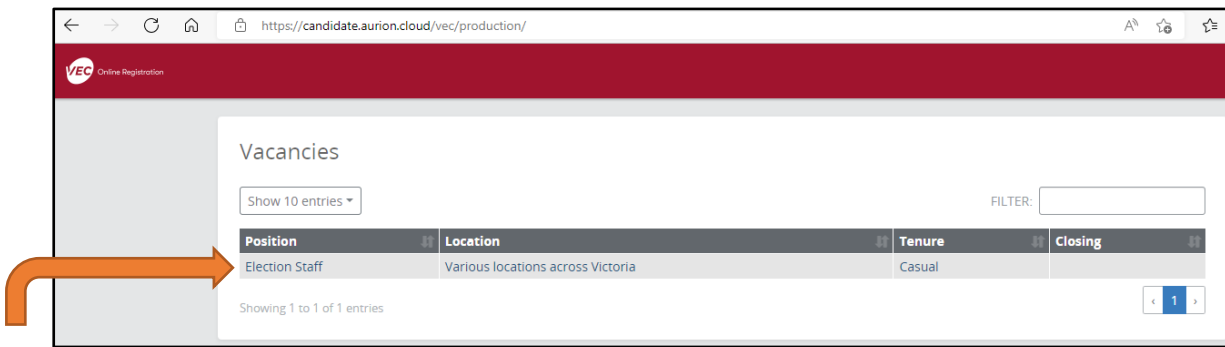 https://candidate.aurion.cloud/vec/production/
VEC Online Registration
Vacancies
Show 10 entries
FILTER:
Position Location Tenure Closing
Election Staff Various locations across Victoria Casual
Showing 1 to 1 of 1 entries
‹ 1 ›